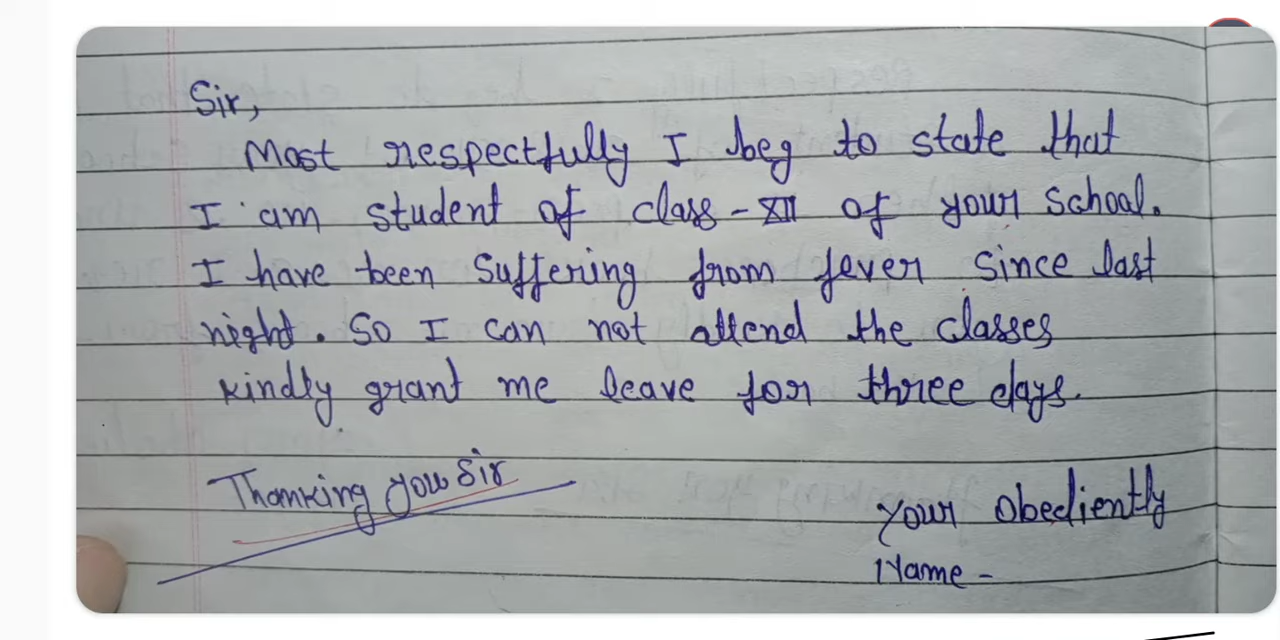 Sir,
Most respectfully I beg to state that
I am student of class-XII of your school.
I have been suffering from fever since last
night. So I can not attend the classes
kindly grant me leave for three days.
Thanking you Sir
Your Obediently
Name -